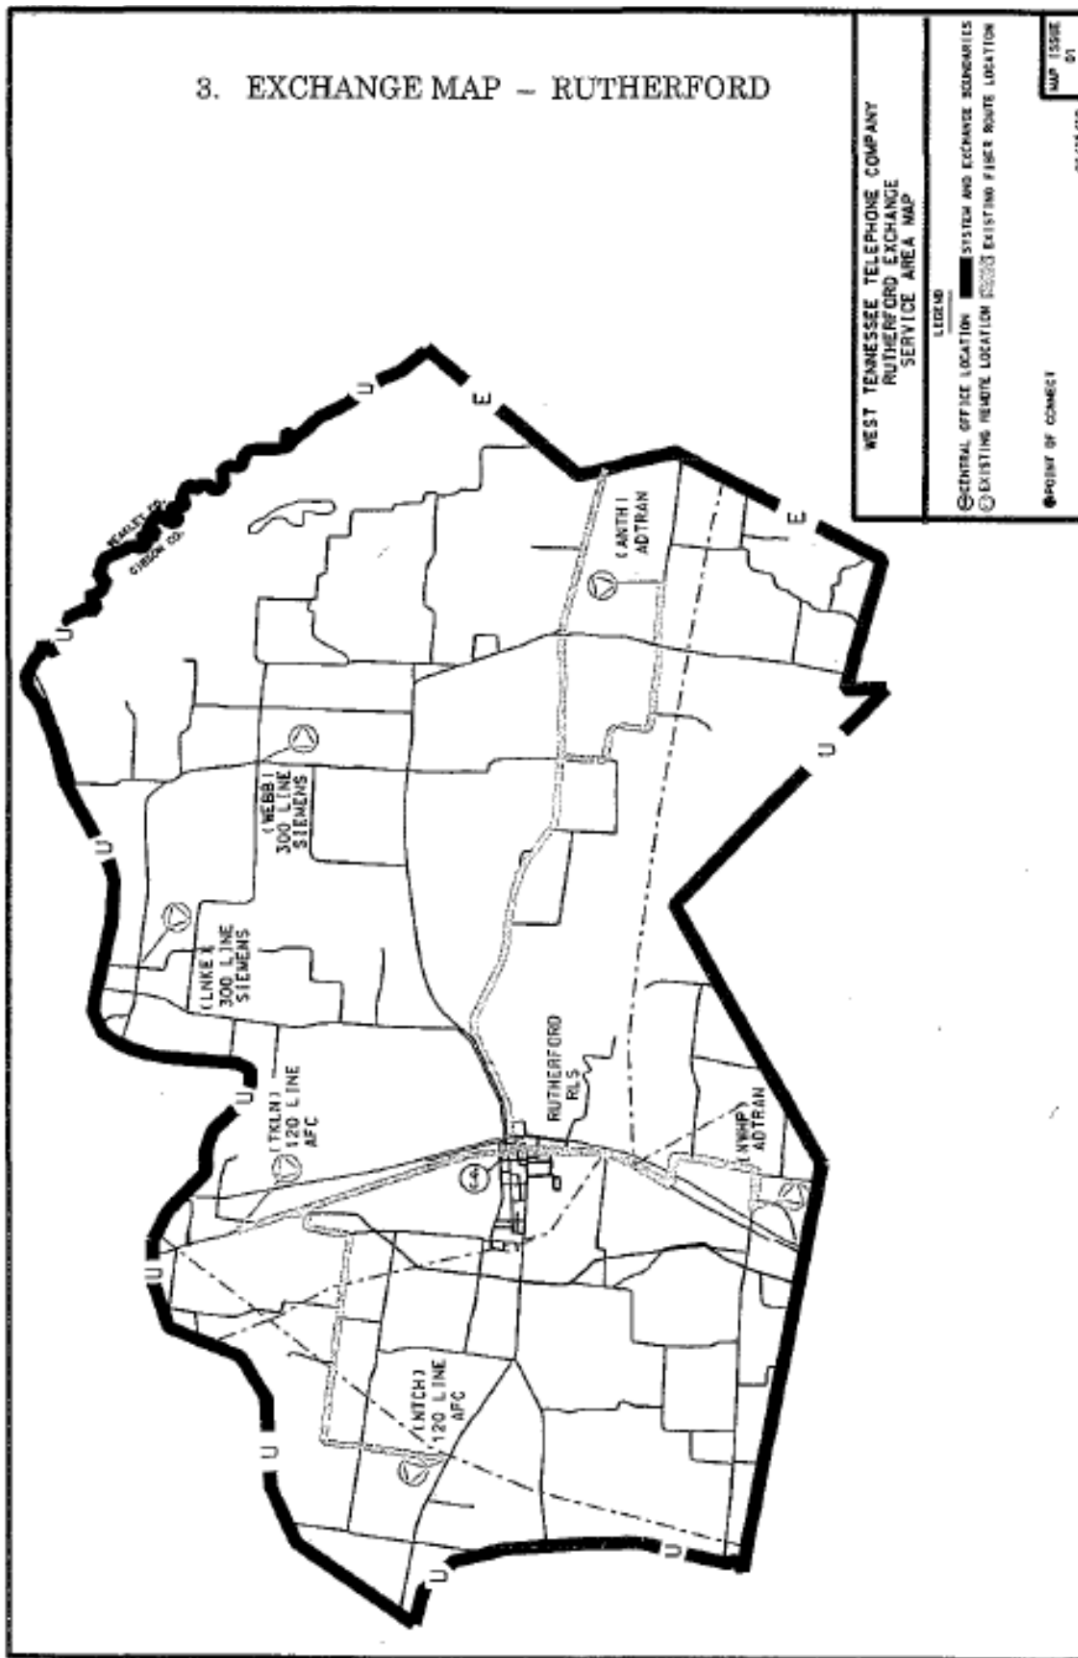 3. EXCHANGE MAP – RUTHERFORD
WEST TENNESSEE TELEPHONE COMPANY
RUTHERFORD EXCHANGE
SERVICE AREA MAP
LEGEND
CENTRAL OFFICE LOCATION
SYSTEM AND EXCHANGE BOUNDARIES
EXISTING REMOTE LOCATION
EXISTING FIBER ROUTE LOCATION
POINT OF CONNECT
MAP ISSUE
01
WEAKLEY CO.
GIBSON CO.
U
E
E
U
U
U
U
U
U
U
U
U
(ANTH)
ADTRAN
(WEBB)
300 LINE
SIEMENS
(LNKE)
300 LINE
SIEMENS
(TKLN)
120 LINE
AFC
RUTHERFORD
RLS
(NWHP)
ADTRAN
(NTCH)
120 LINE
AFC